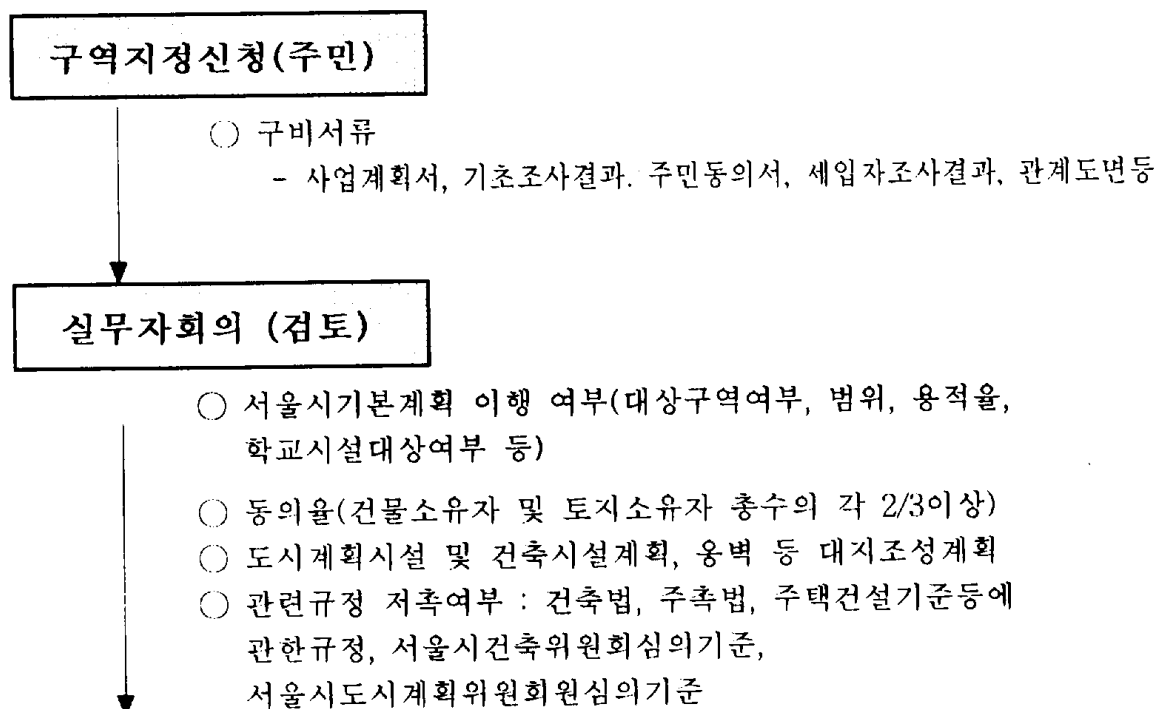 구역지정신청(주민)
○ 구비서류
- 사업계획서, 기초조사결과. 주민동의서, 세입자조사결과, 관계도면등
실무자회의 (검토)
○ 서울시기본계획 이행 여부(대상구역여부, 범위, 용적율,
학교시설대상여부 등)
○ 동의율(건물소유자 및 토지소유자 총수의 각 2/3이상)
○ 도시계획시설 및 건축시설계획, 옹벽 등 대지조성계획
○ 관련규정 저촉여부 : 건축법, 주촉법, 주택건설기준등에
관한규정, 서울시건축위원회심의기준,
서울시도시계획위원회원심의기준